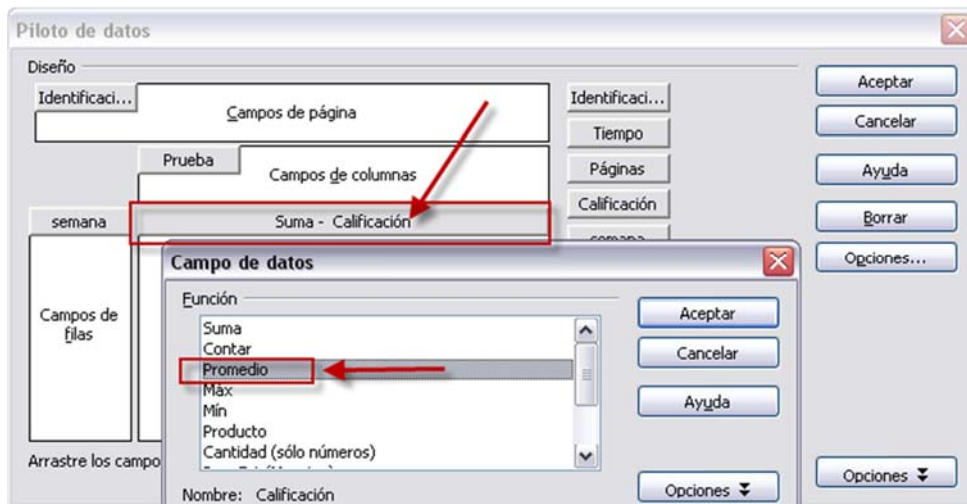 Piloto de datos
Diseño
Identificaci...
Campos de página
Identificaci...
Tiempo
Páginas
Calificación
semana
Prueba
Campos de columnas
semana
Suma - Calificación
Campos de
filas
Arrastre los campo
Aceptar
Cancelar
Ayuda
Borrar
Opciones...
Opciones
Campo de datos
Función
Suma
Contar
Promedio
Máx
Mín
Producto
Cantidad (sólo números)
Nombre: Calificación
Aceptar
Cancelar
Ayuda
Opciones